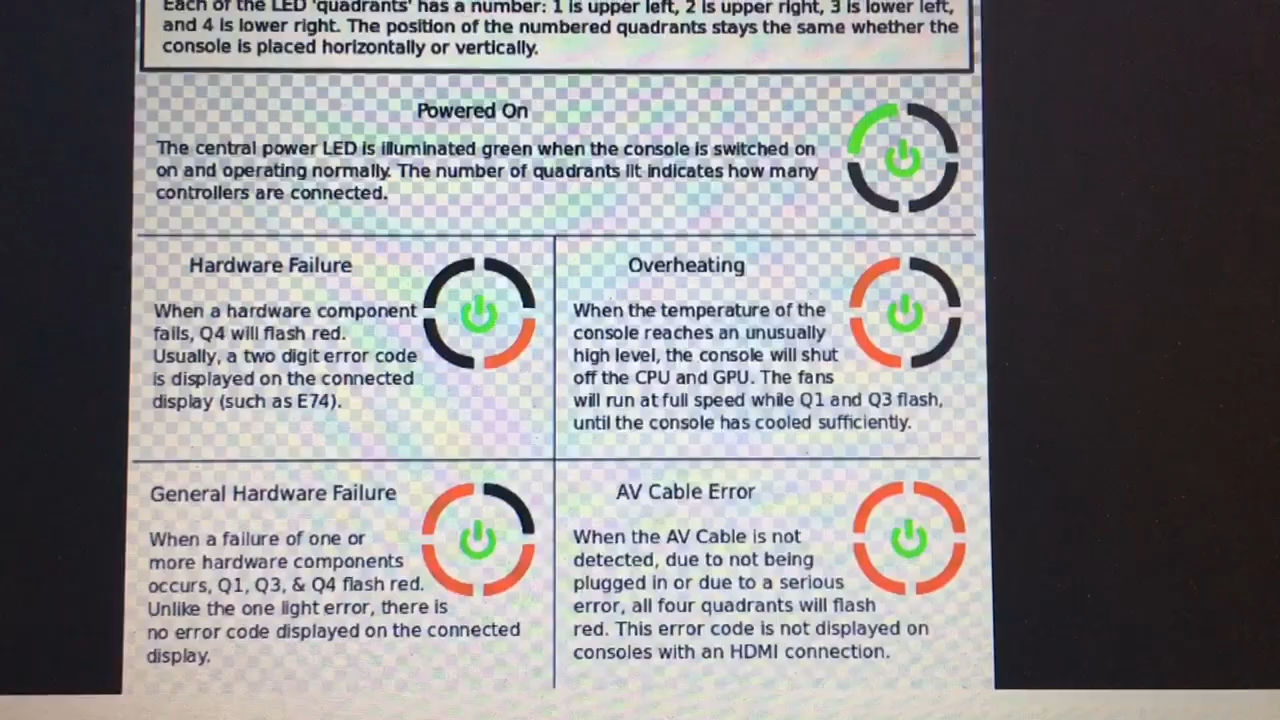 Each of the LED 'quadrants' has a number: 1 is upper left, 2 is upper right, 3 is lower left,
and 4 is lower right. The position of the numbered quadrants stays the same whether the
console is placed horizontally or vertically.
Powered On
The central power LED is illuminated green when the console is switched on
on and operating normally. The number of quadrants lit indicates how many
controllers are connected.
Hardware Failure
When a hardware component
fails, Q4 will flash red.
Usually, a two digit error code
is displayed on the connected
display (such as E74).
Overheating
When the temperature of the
console reaches an unusually
high level, the console will shut
off the CPU and GPU. The fans
will run at full speed while Q1 and Q3 flash,
until the console has cooled sufficiently.
General Hardware Failure
When a failure of one or
more hardware components
occurs, Q1, Q3, & Q4 flash red.
Unlike the one light error, there is
no error code displayed on the connected
display.
AV Cable Error
When the AV Cable is not
detected, due to not being
plugged in or due to a serious
error, all four quadrants will flash
red. This error code is not displayed on
consoles with an HDMI connection.